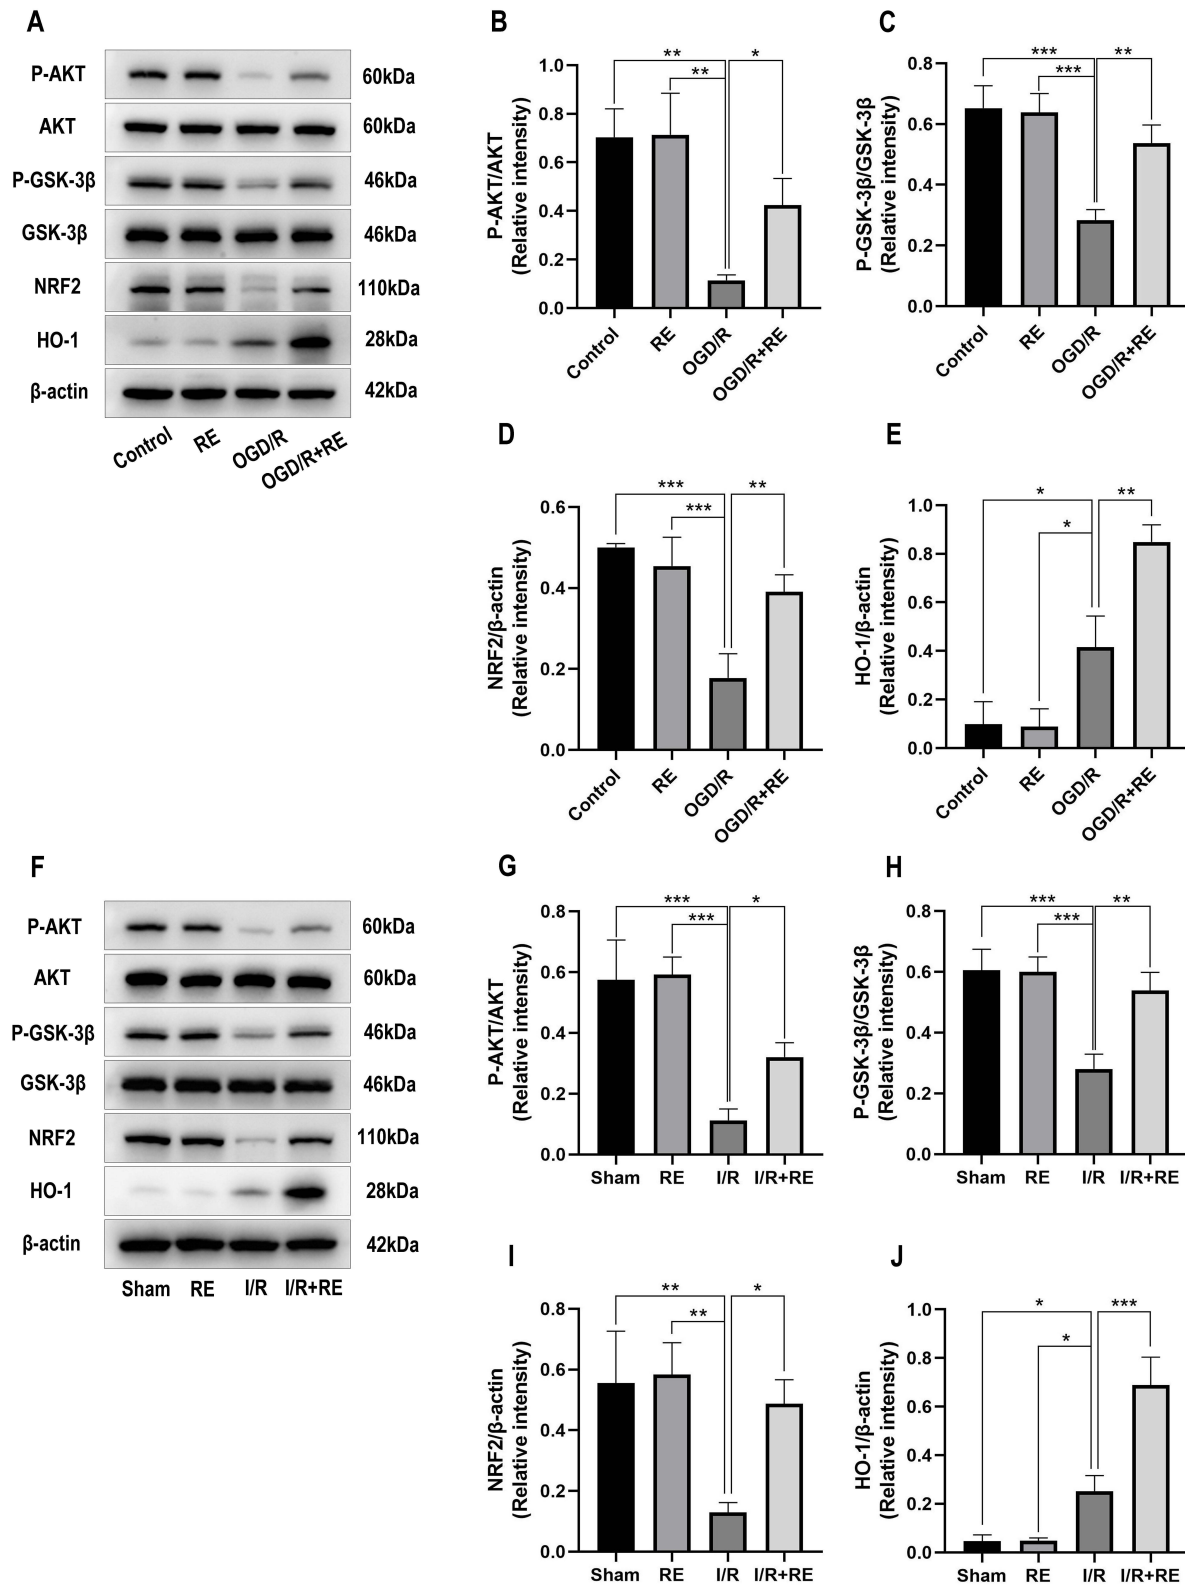 A
P-AKT 60kDa
AKT 60kDa
P-GSK-3β 46kDa
GSK-3β 46kDa
NRF2 110kDa
HO-1 28kDa
β-actin 42kDa
Control RE OGD/R OGD/R+RE
B
P-AKT/AKT
(Relative intensity)
1.0
0.8
0.6
0.4
0.2
0.0
** *
**
Control RE OGD/R OGD/R+RE
C
P-GSK-3β/GSK-3β
(Relative intensity)
0.8
0.6
0.4
0.2
0.0
*** **
***
Control RE OGD/R OGD/R+RE
D
NRF2/β-actin
(Relative intensity)
0.6
0.4
0.2
0.0
*** **
***
Control RE OGD/R OGD/R+RE
E
HO-1/β-actin
(Relative intensity)
1.0
0.8
0.6
0.4
0.2
0.0
* **
*
Control RE OGD/R OGD/R+RE
F
P-AKT 60kDa
AKT 60kDa
P-GSK-3β 46kDa
GSK-3β 46kDa
NRF2 110kDa
HO-1 28kDa
β-actin 42kDa
Sham RE I/R I/R+RE
G
P-AKT/AKT
(Relative intensity)
0.8
0.6
0.4
0.2
0.0
*** *
***
Sham RE I/R I/R+RE
H
P-GSK-3β/GSK-3β
(Relative intensity)
0.8
0.6
0.4
0.2
0.0
*** **
***
Sham RE I/R I/R+RE
I
NRF2/β-actin
(Relative intensity)
0.8
0.6
0.4
0.2
0.0
** *
**
Sham RE I/R I/R+RE
J
HO-1/β-actin
(Relative intensity)
1.0
0.8
0.6
0.4
0.2
0.0
* ***
*
Sham RE I/R I/R+RE